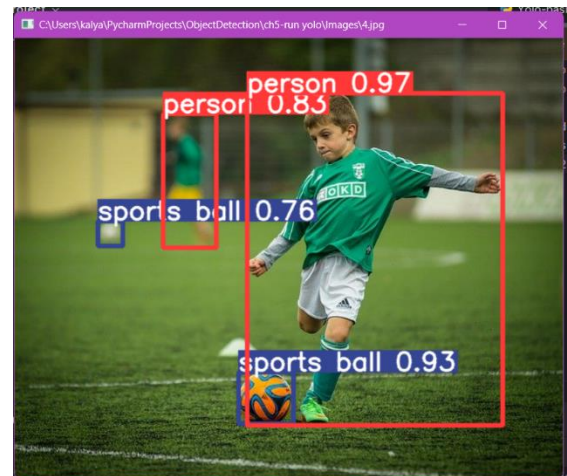 C:\Users\kalya\PycharmProjects\ObjectDetection\ch5-run yolo\Images\4.jpg
person 0.97
person 0.83
sports ball 0.76
OKD
sports ball 0.93
adidas